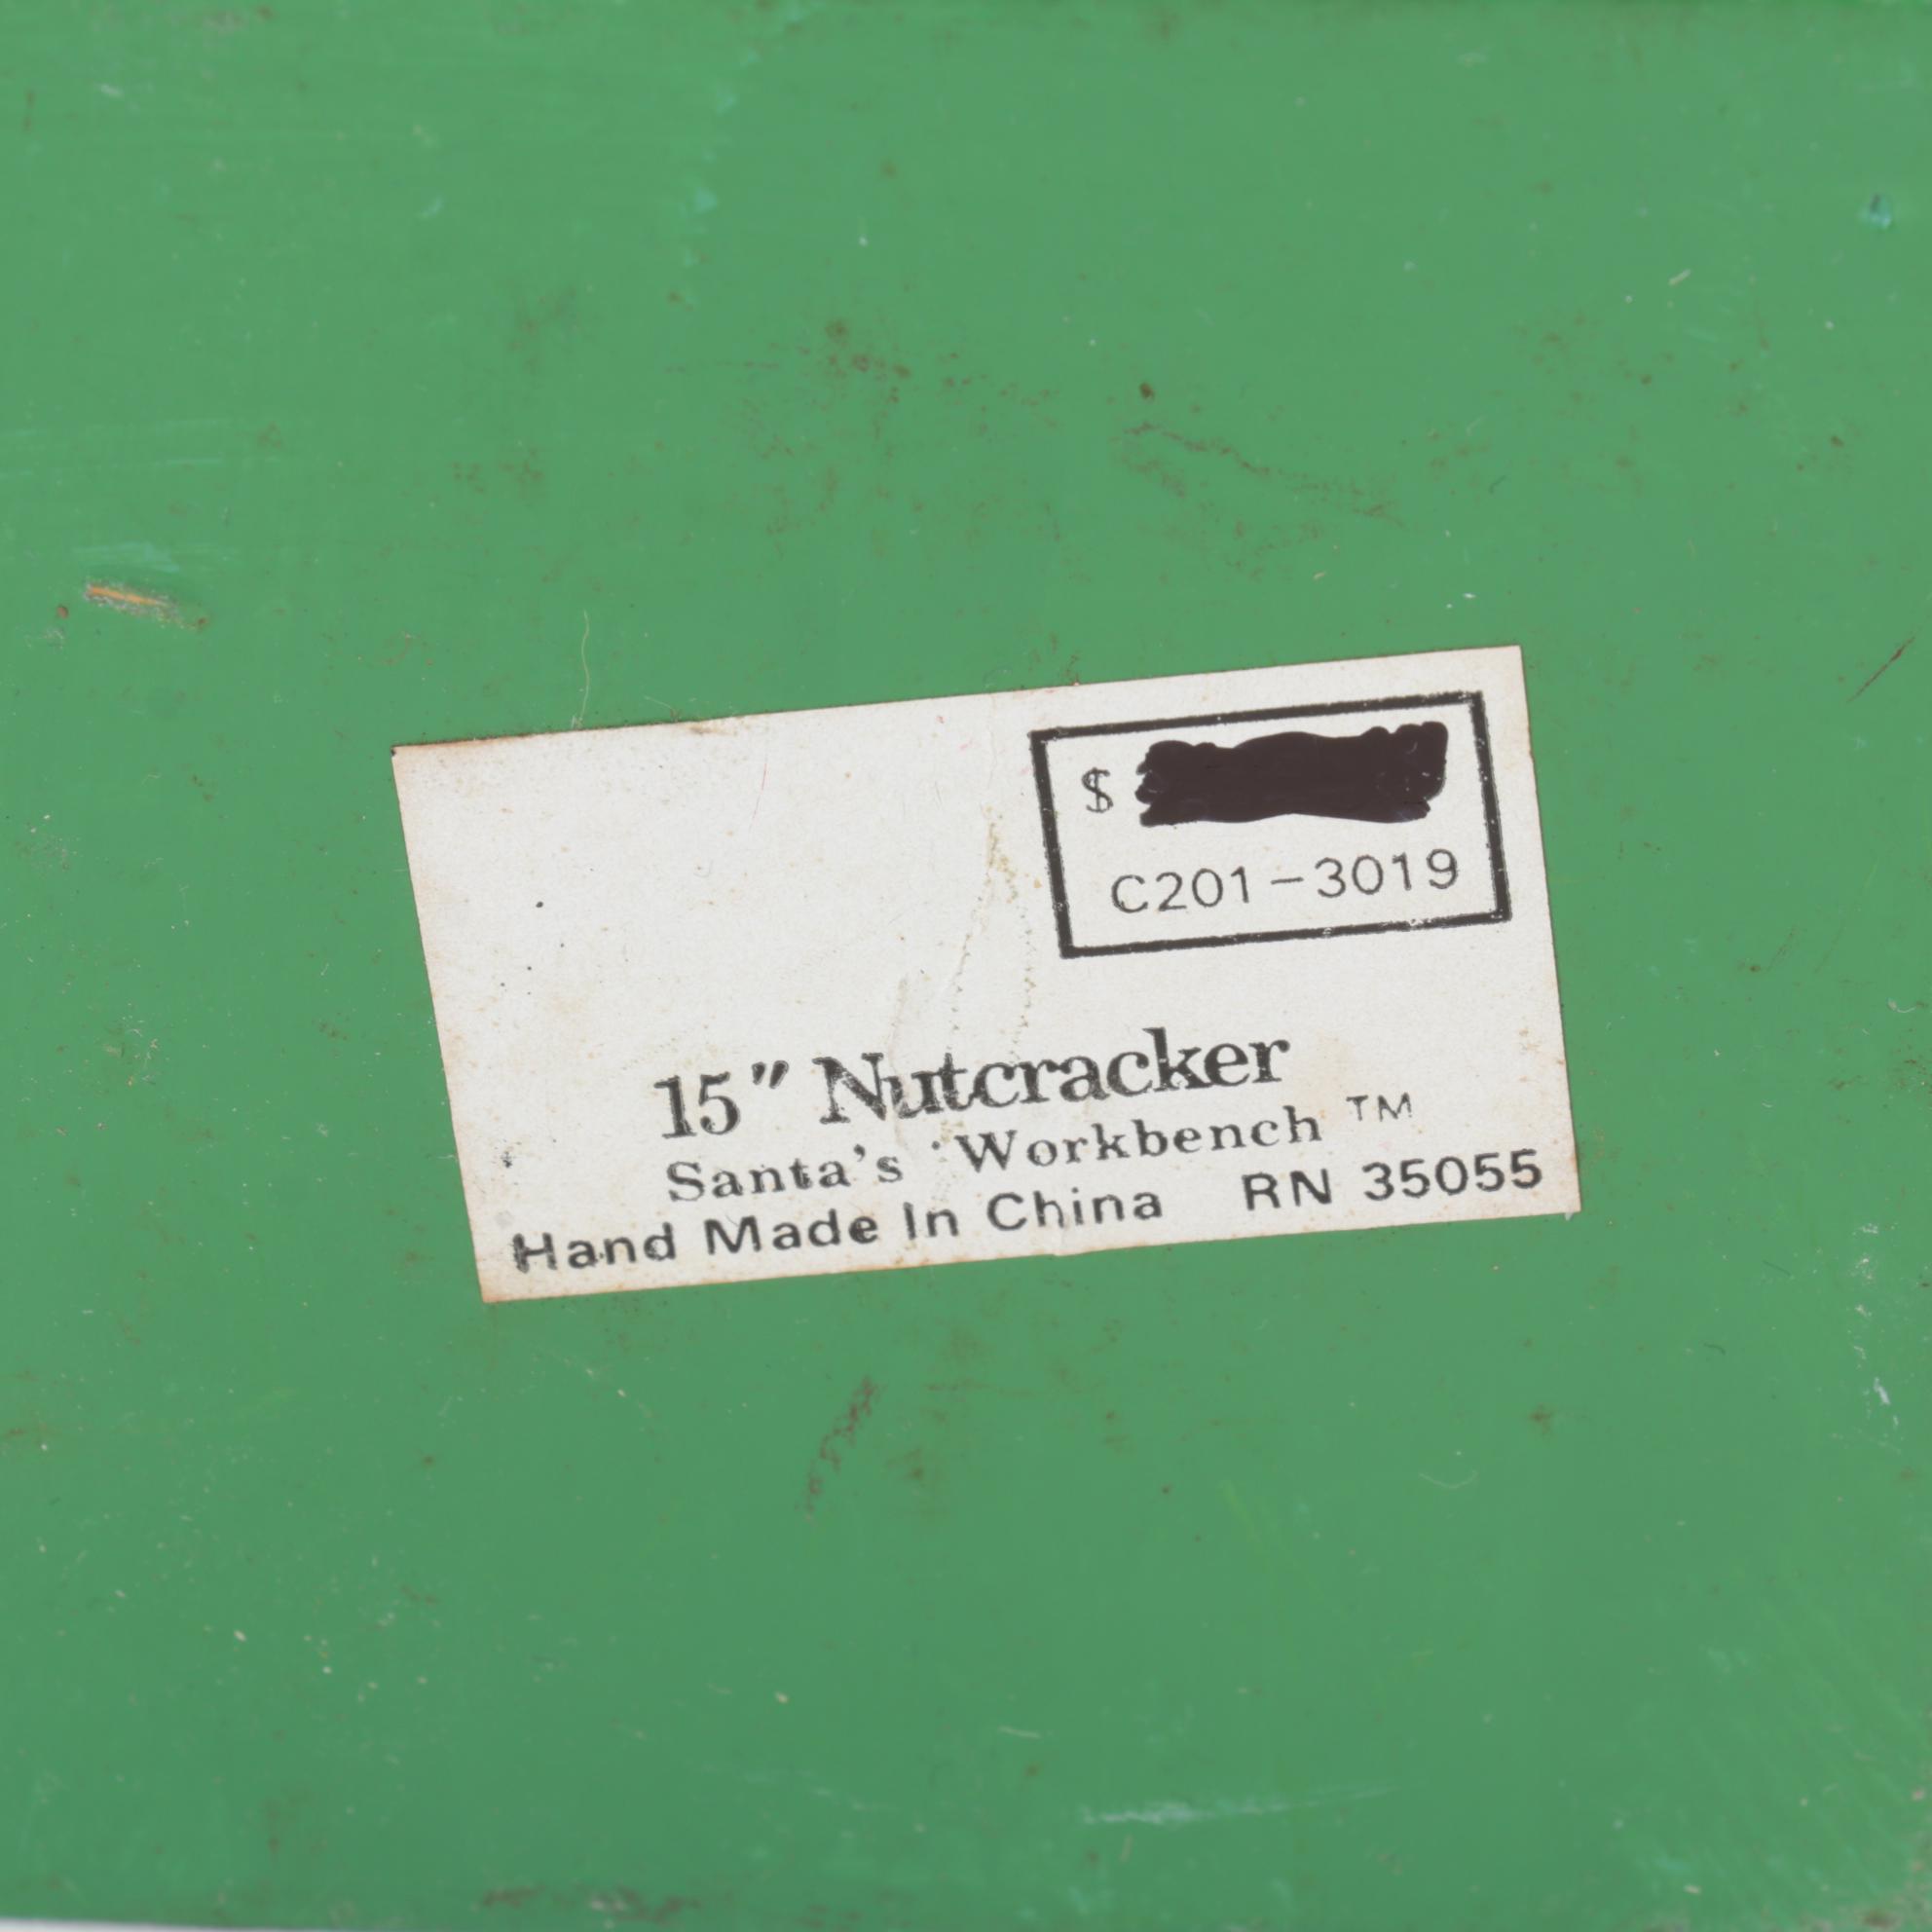 $
C201-3019
15" Nutcracker
Santa's Workbench TM
Hand Made In China RN 35055